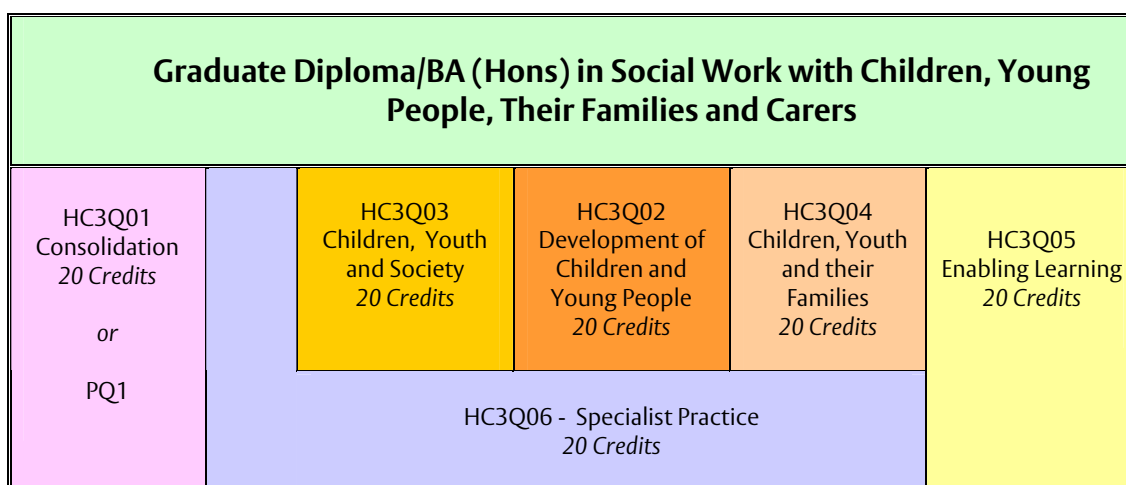 Graduate Diploma/BA (Hons) in Social Work with Children, Young
People, Their Families and Carers
HC3Q01
Consolidation
20 Credits
or
PQ1
HC3Q03
Children, Youth
and Society
20 Credits
HC3Q02
Development of
Children and
Young People
20 Credits
HC3Q04
Children, Youth
and their
Families
20 Credits
HC3Q05
Enabling Learning
20 Credits
HC3Q06 - Specialist Practice
20 Credits